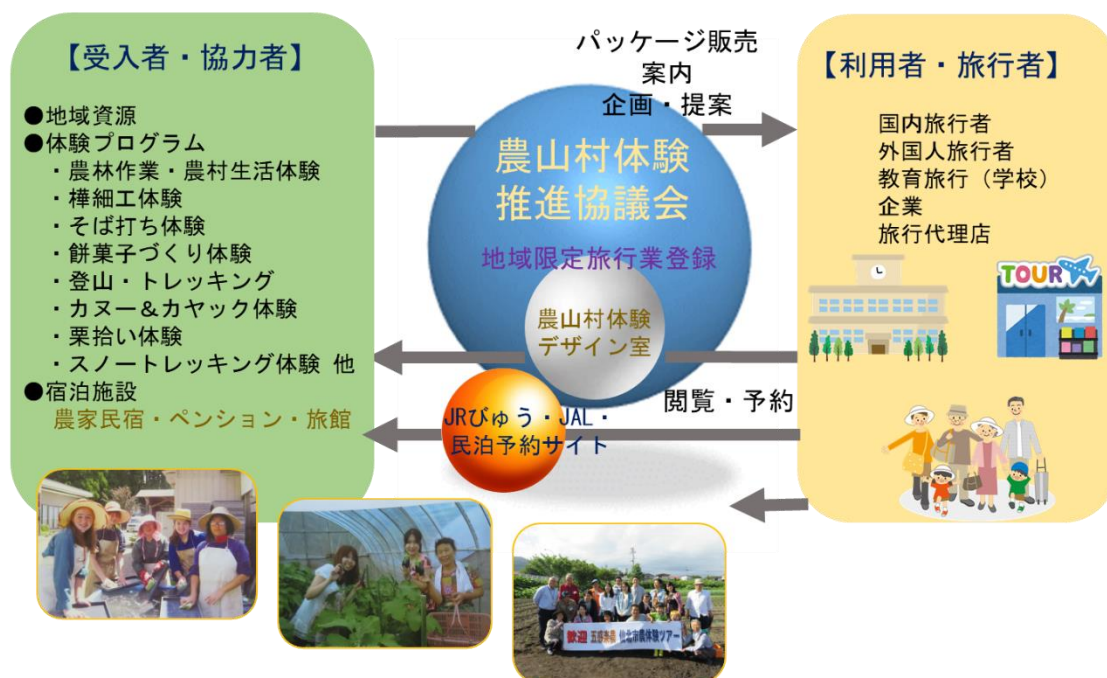 【受入者・協力者】
●地域資源
●体験プログラム
・農林作業・農村生活体験
・樺細工体験
・そば打ち体験
・餅菓子づくり体験
・登山・トレッキング
・カヌー＆カヤック体験
・栗拾い体験
・スノートレッキング体験 他
●宿泊施設
農家民宿・ペンション・旅館
パッケージ販売
案内
企画・提案
農山村体験
推進協議会
地域限定旅行業登録
農山村体験
デザイン室
閲覧・予約
JRびゅう・JAL・
民泊予約サイト
【利用者・旅行者】
国内旅行者
外国人旅行者
教育旅行（学校）
企業
旅行代理店
TOUR
歓迎 仙北市農体験ツアー